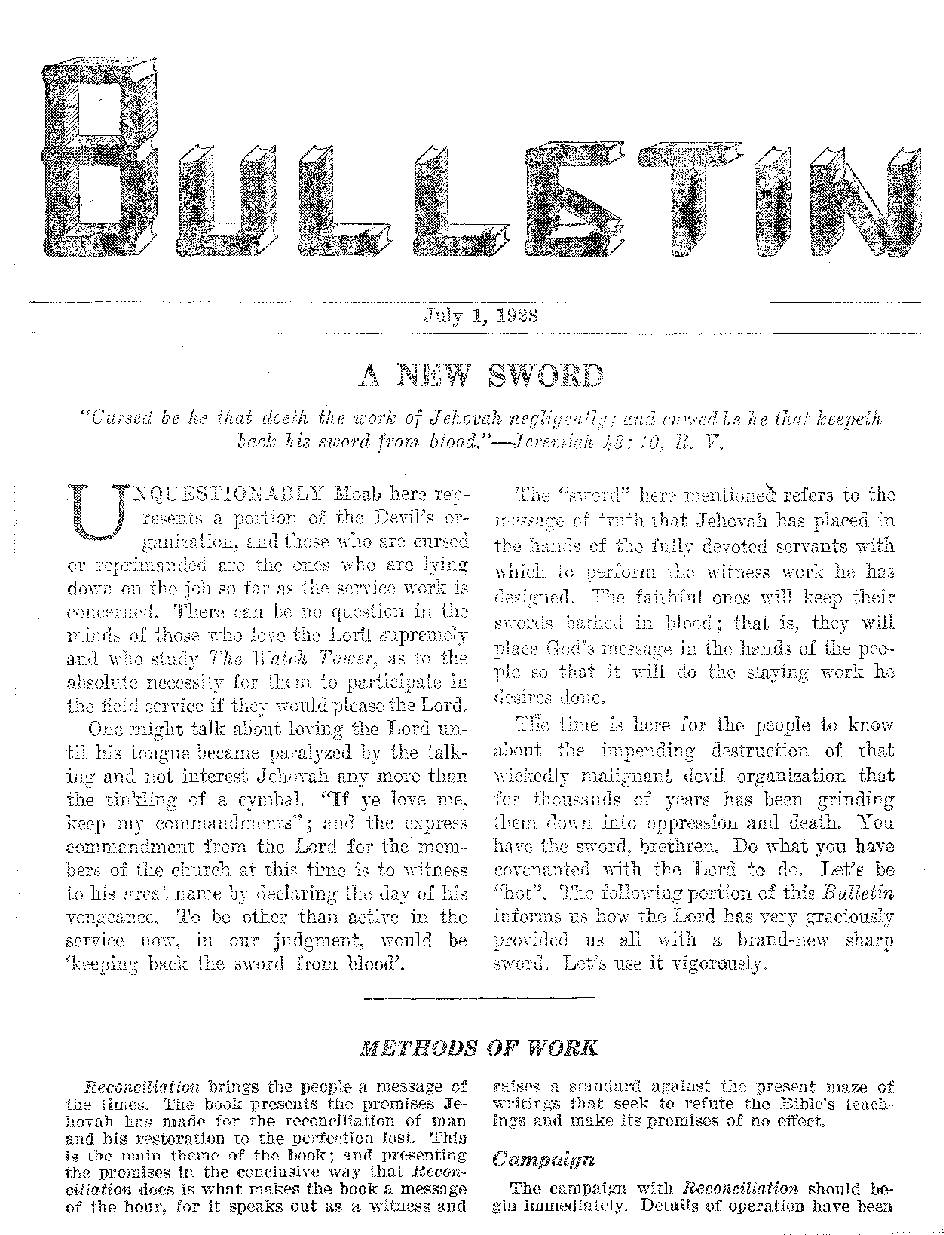 BULLETIN
July 1, 1928
A NEW SWORD
"Cursed be he that doeth the work of Jehovah negligently; and cursed be he that keepeth
back his sword from blood."—Jeremiah 48: 10, R. V.
UNQUESTIONABLY Moab here rep-
resents a portion of the Devil's or-
ganization, and those who are cursed
or reprimanded are the ones who are lying
down on the job so far as the service work is
concerned. There can be no question in the
minds of those who love the Lord supremely
and who study The Watch Tower, as to the
absolute necessity for them to participate in
the field service if they would please the Lord.
One might talk about loving the Lord un-
til his tongue became paralyzed by the talk-
ing and not interest Jehovah any more than
the tinkling of a cymbal. "If ye love me,
keep my commandments"; and the express
commandment from the Lord for the mem-
bers of the church at this time is to witness
to his great name by declaring the day of his
vengeance. To be other than active in the
service now, in our judgment, would be
'keeping back the sword from blood'.
The "sword" here mentioned refers to the
message of truth that Jehovah has placed in
the hands of the fully devoted servants with
which to perform the witness work he has
designed. The faithful ones will keep their
swords bathed in blood; that is, they will
place God's message in the hands of the peo-
ple so that it will do the slaying work he
desires done.
The time is here for the people to know
about the impending destruction of that
wickedly malignant devil organization that
for thousands of years has been grinding
them down into oppression and death. You
have the sword, brethren. Do what you have
covenanted with the Lord to do. Let's be
"hot". The following portion of this Bulletin
informs us how the Lord has very graciously
provided us all with a brand-new sharp
sword. Let's use it vigorously.
METHODS OF WORK
Reconciliation brings the people a message of
the times. The book presents the promises Je-
hovah has made for the reconciliation of man
and his restoration to the perfection lost. This
is the main theme of the book; and presenting
the promises in the conclusive way that Recon-
ciliation does is what makes the book a message
of the hour, for it speaks out as a witness and
raises a standard against the present maze of
writings that seek to refute the Bible's teach-
ings and make its promises of no effect.
Campaign
The campaign with Reconciliation should be-
gin immediately. Details of operation have been